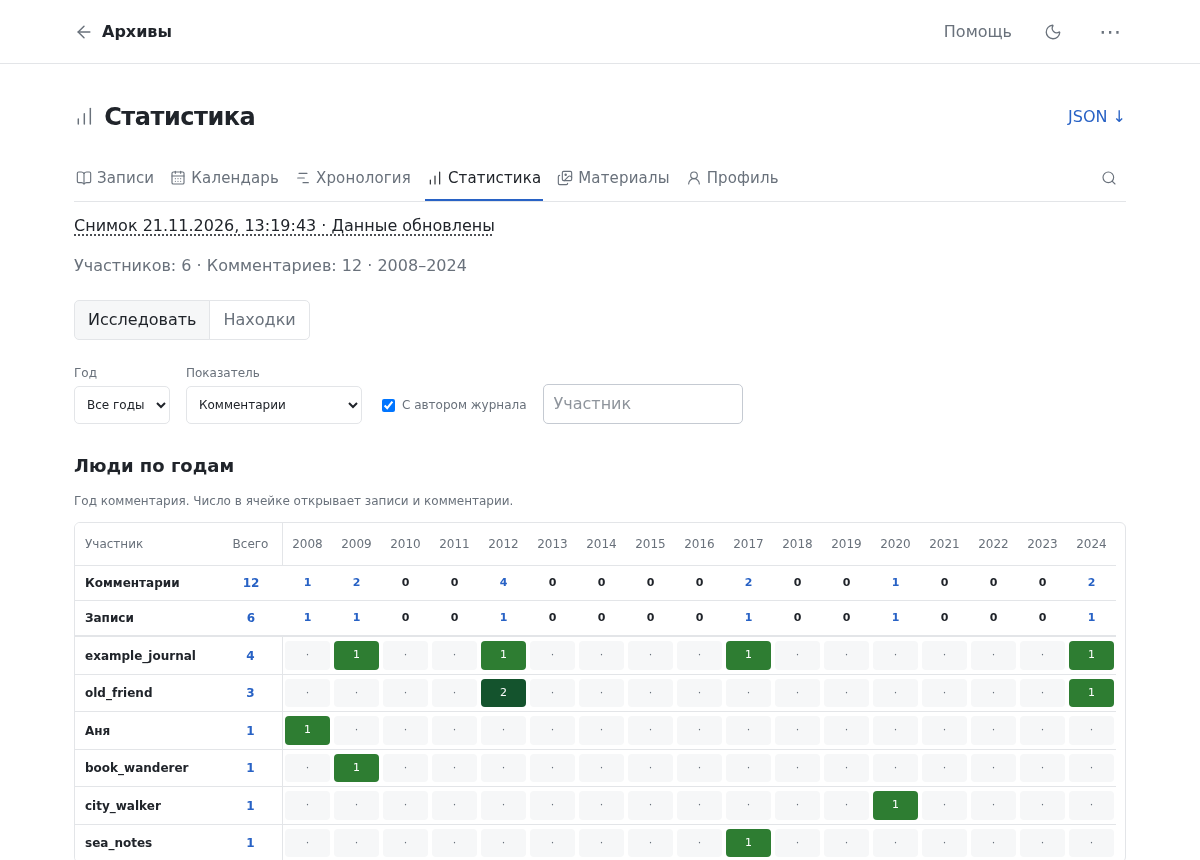 Архивы Помощь ···
Статистика JSON ↓
Записи Календарь Хронология Статистика Материалы Профиль
Снимок 21.11.2026, 13:19:43 · Данные обновлены
Участников: 6 · Комментариев: 12 · 2008–2024
Исследовать Находки
Год Показатель
Все годы Комментарии С автором журнала Участник
Люди по годам
Год комментария. Число в ячейке открывает записи и комментарии.
Участник Всего 2008 2009 2010 2011 2012 2013 2014 2015 2016 2017 2018 2019 2020 2021 2022 2023 2024
Комментарии 12 1 2 0 0 4 0 0 0 0 2 0 0 1 0 0 0 2
Записи 6 1 1 0 0 1 0 0 0 0 1 0 0 1 0 0 0 1
example_journal 4 · 1 · · 1 · · · · 1 · · · · · · 1
old_friend 3 · · · · 2 · · · · · · · · · · · 1
Аня 1 1 · · · · · · · · · · · · · · · ·
book_wanderer 1 · 1 · · · · · · · · · · · · · · ·
city_walker 1 · · · · · · · · · · · · 1 · · · ·
sea_notes 1 · · · · · · · · · 1 · · · · · · ·